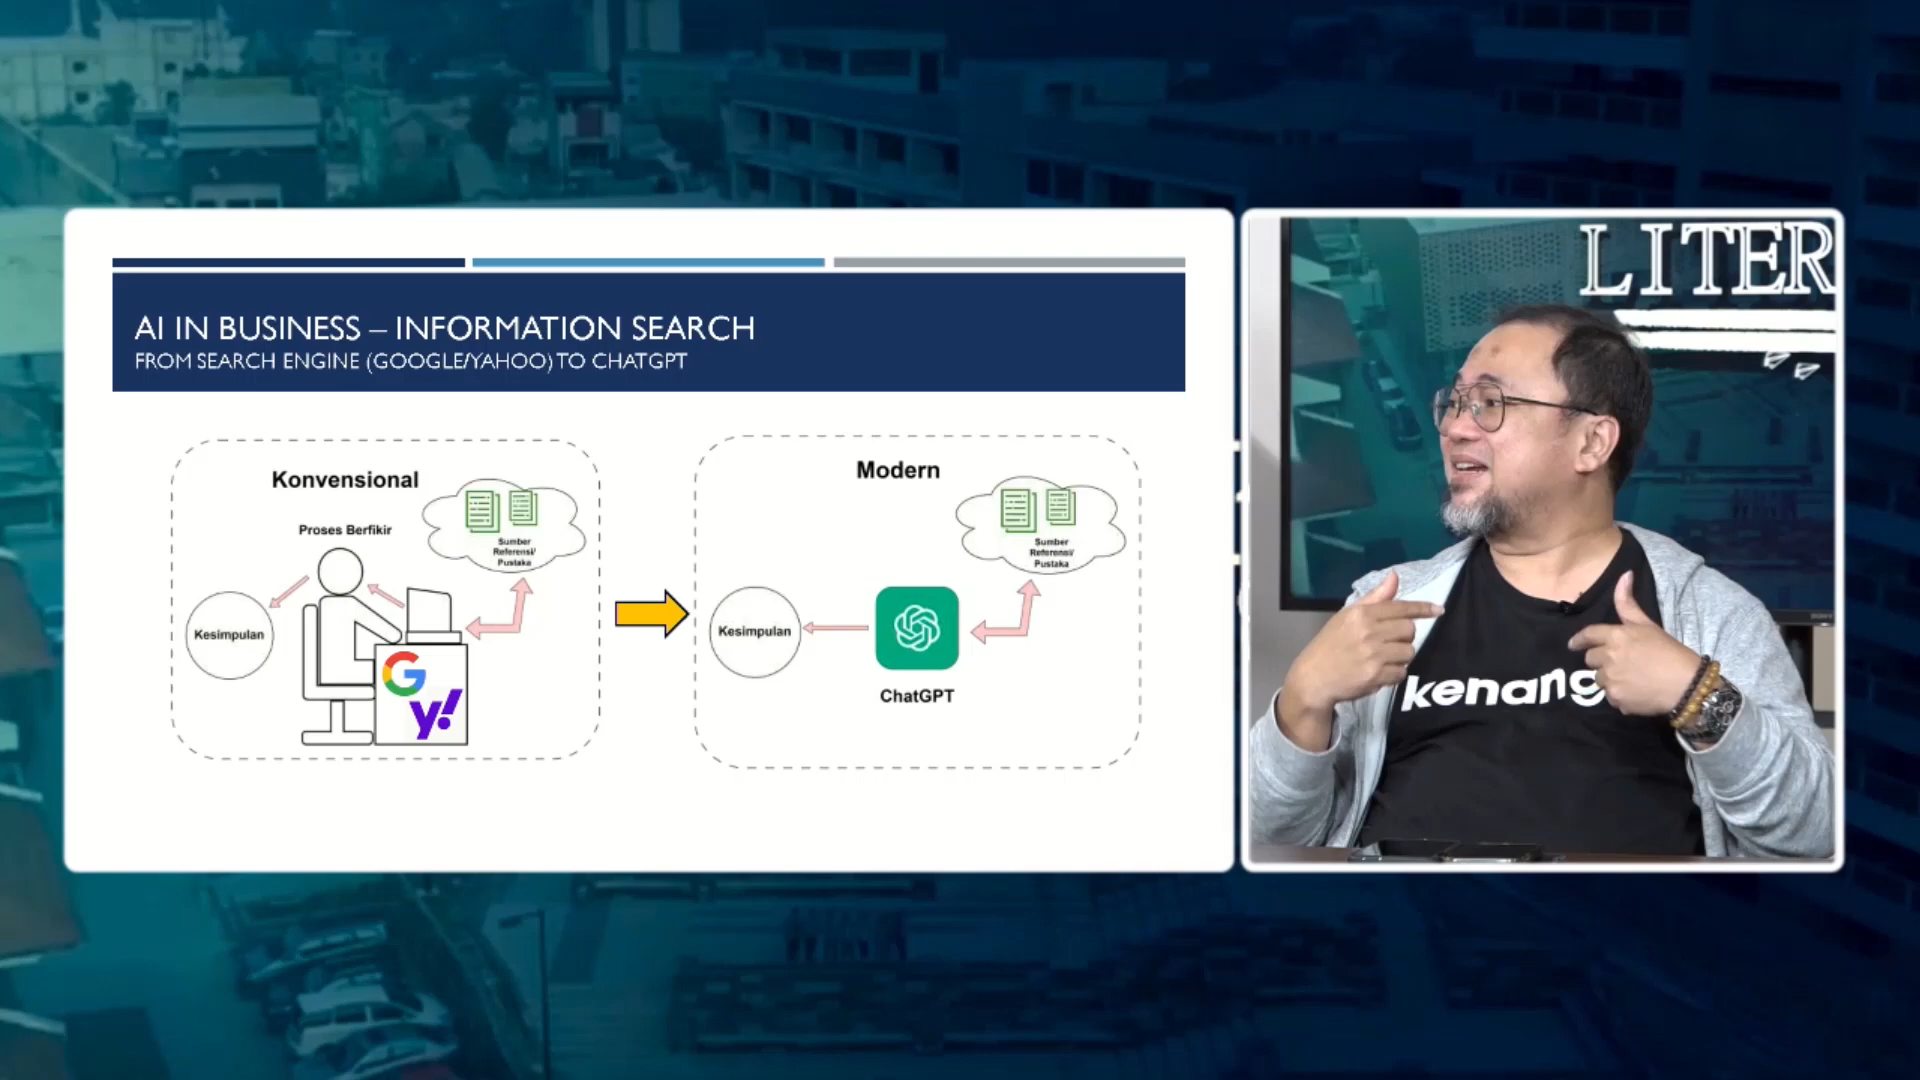 AI IN BUSINESS – INFORMATION SEARCH
FROM SEARCH ENGINE (GOOGLE/YAHOO) TO CHATGPT
Konvensional
Proses Berfikir
Sumber
Referensi/
Pustaka
Kesimpulan
G
y!
Modern
Sumber
Referensi/
Pustaka
Kesimpulan
ChatGPT
LITER
kenang
SONY